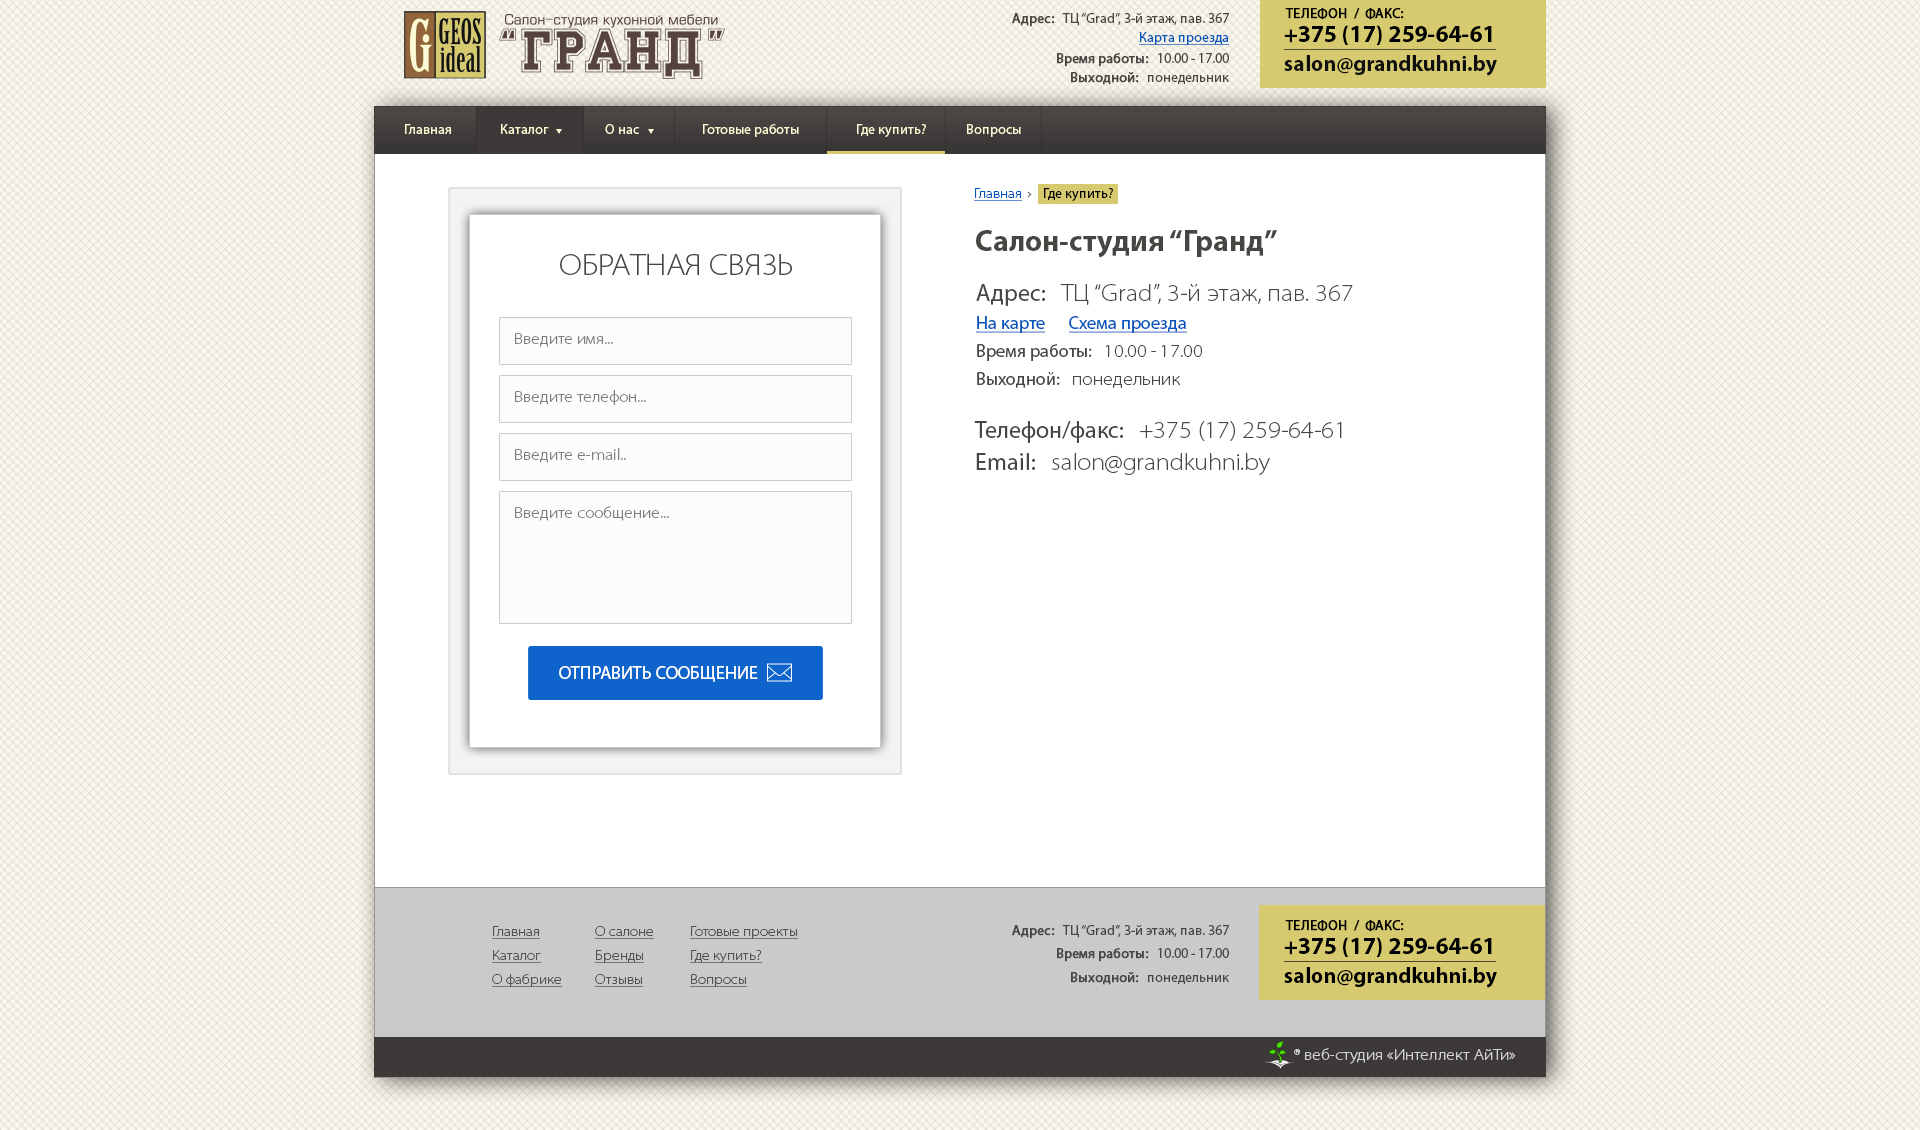 GEOS
ideal
Салон-студия кухонной мебели
“ГРАНД”
Адрес: ТЦ “Grad”, 3-й этаж, пав. 367
Карта проезда
Время работы: 10.00 - 17.00
Выходной: понедельник
ТЕЛЕФОН / ФАКС:
+375 (17) 259-64-61
salon@grandkuhni.by
Главная Каталог ▾ О нас ▾ Готовые работы Где купить? Вопросы
ОБРАТНАЯ СВЯЗЬ
Введите имя...
Введите телефон...
Введите e-mail..
Введите сообщение...
ОТПРАВИТЬ СООБЩЕНИЕ
Главная › Где купить?
Салон-студия “Гранд”
Адрес: ТЦ “Grad”, 3-й этаж, пав. 367
На карте Схема проезда
Время работы: 10.00 - 17.00
Выходной: понедельник
Телефон/факс: +375 (17) 259-64-61
Email: salon@grandkuhni.by
Главная О салоне Готовые проекты
Каталог Бренды Где купить?
О фабрике Отзывы Вопросы
Адрес: ТЦ “Grad”, 3-й этаж, пав. 367
Время работы: 10.00 - 17.00
Выходной: понедельник
ТЕЛЕФОН / ФАКС:
+375 (17) 259-64-61
salon@grandkuhni.by
® веб-студия «Интеллект АйТи»